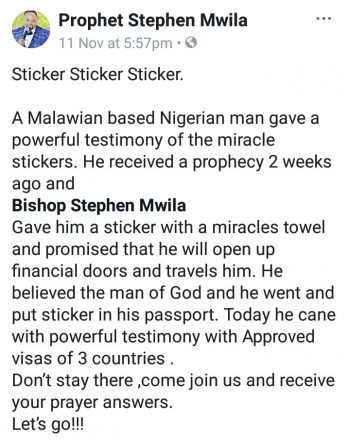 Prophet Stephen Mwila
11 Nov at 5:57pm •
Sticker Sticker Sticker.
A Malawian based Nigerian man gave a
powerful testimony of the miracle
stickers. He received a prophecy 2 weeks
ago and
Bishop Stephen Mwila
Gave him a sticker with a miracles towel
and promised that he will open up
financial doors and travels him. He
believed the man of God and he went and
put sticker in his passport. Today he cane
with powerful testimony with Approved
visas of 3 countries .
Don't stay there ,come join us and receive
your prayer answers.
Let's go!!!